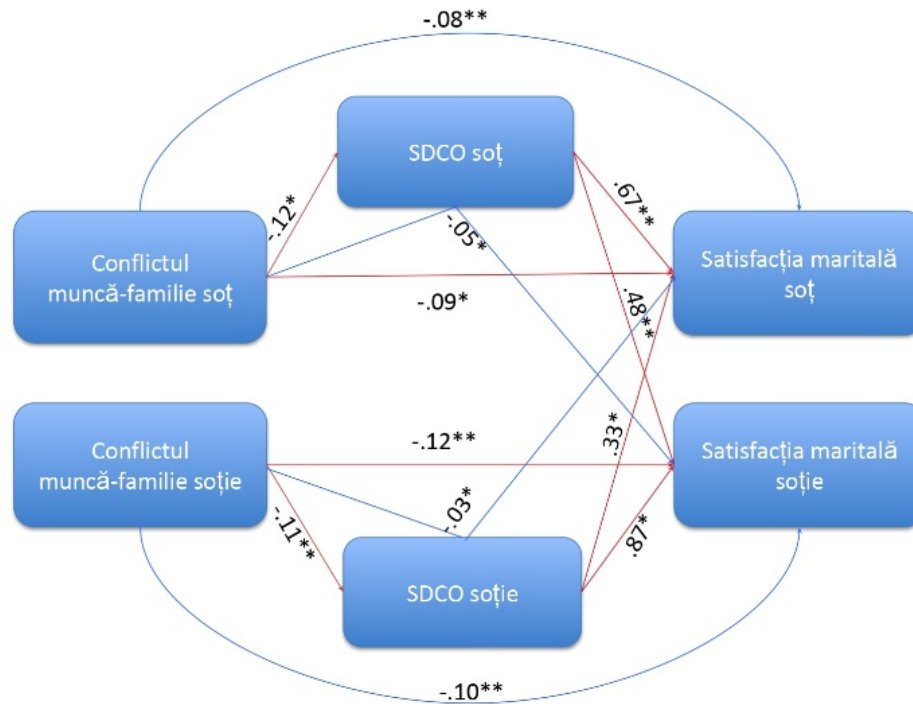 -.08**
SDCO soț
-.12*
.67**
-.05*
Conflictul
muncă-familie soț
Satisfacția maritală
soț
-.09*
.48**
Conflictul
muncă-familie soție
-.12**
.33*
Satisfacția maritală
soție
-.03*
-.11**
.87*
SDCO soție
-.10**